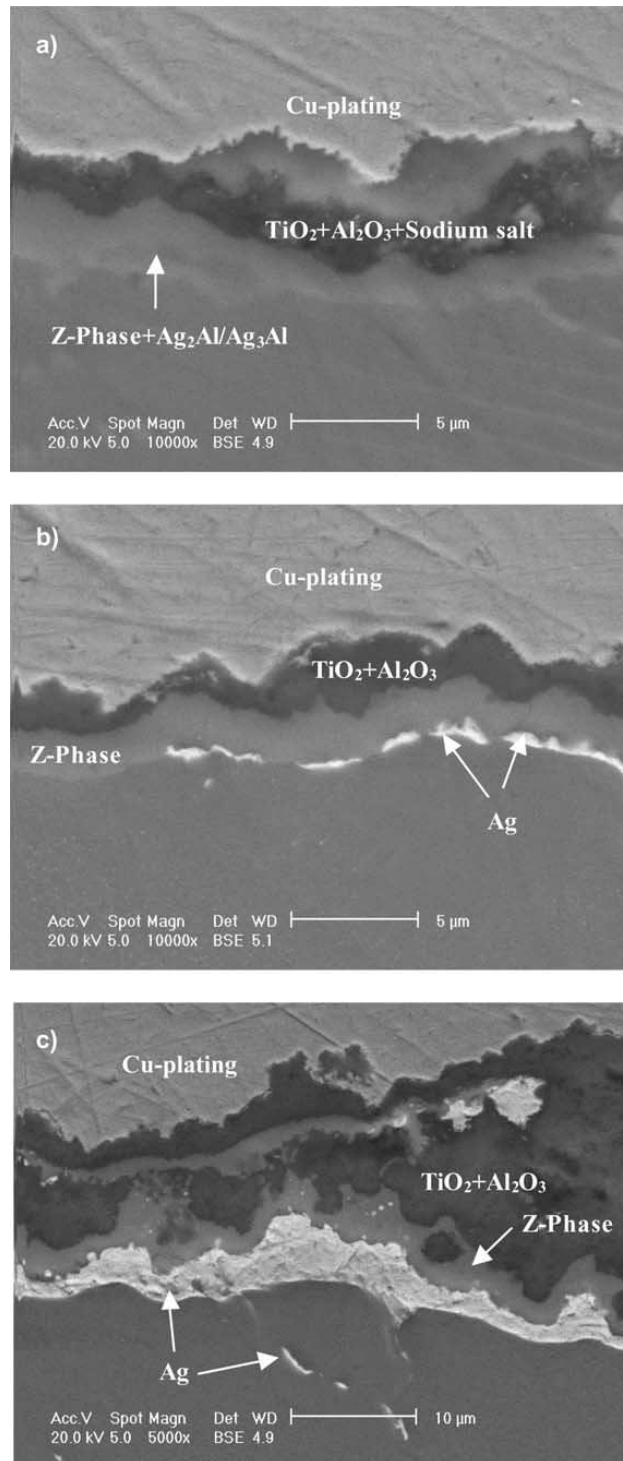 a)
Cu-plating
TiO₂+Al₂O₃+Sodium salt
Z-Phase+Ag₂Al/Ag₃Al
Acc.V Spot Magn Det WD 5 µm
20.0 kV 5.0 10000x BSE 4.9
b)
Cu-plating
TiO₂+Al₂O₃
Z-Phase
Ag
Acc.V Spot Magn Det WD 5 µm
20.0 kV 5.0 10000x BSE 5.1
c)
Cu-plating
TiO₂+Al₂O₃
Z-Phase
Ag
Acc.V Spot Magn Det WD 10 µm
20.0 kV 5.0 5000x BSE 4.9